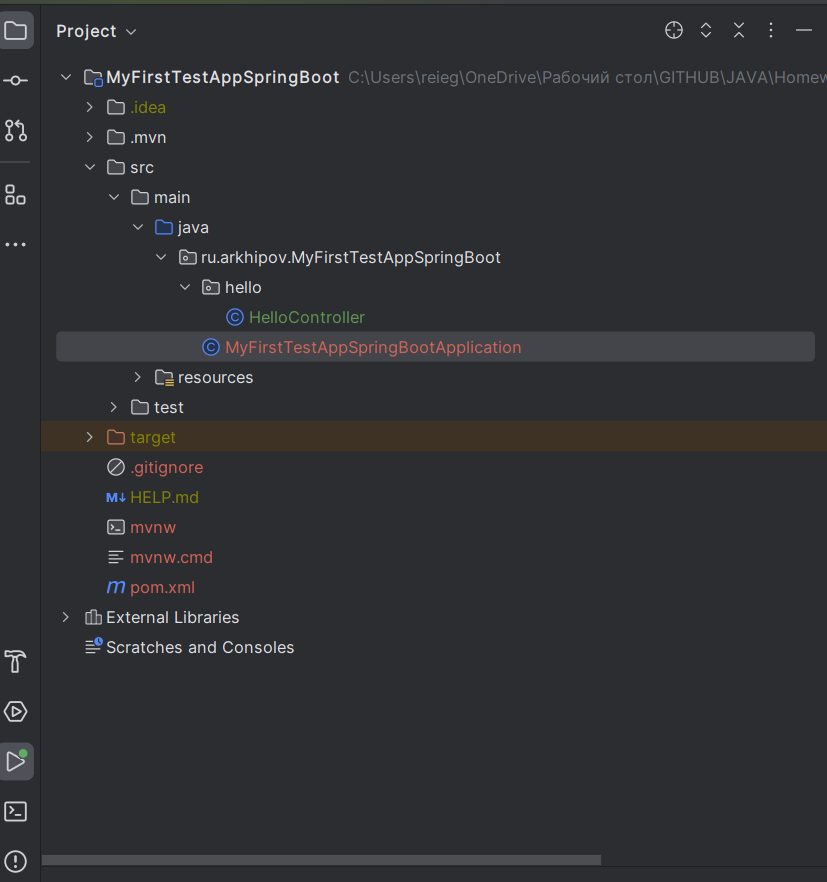 Project
MyFirstTestAppSpringBoot C:\Users\reieg\OneDrive\Рабочий стол\GITHUB\JAVA\Homew
.idea
.mvn
src
main
java
ru.arkhipov.MyFirstTestAppSpringBoot
hello
HelloController
MyFirstTestAppSpringBootApplication
resources
test
target
.gitignore
M↓ HELP.md
mvnw
mvnw.cmd
m pom.xml
External Libraries
Scratches and Consoles